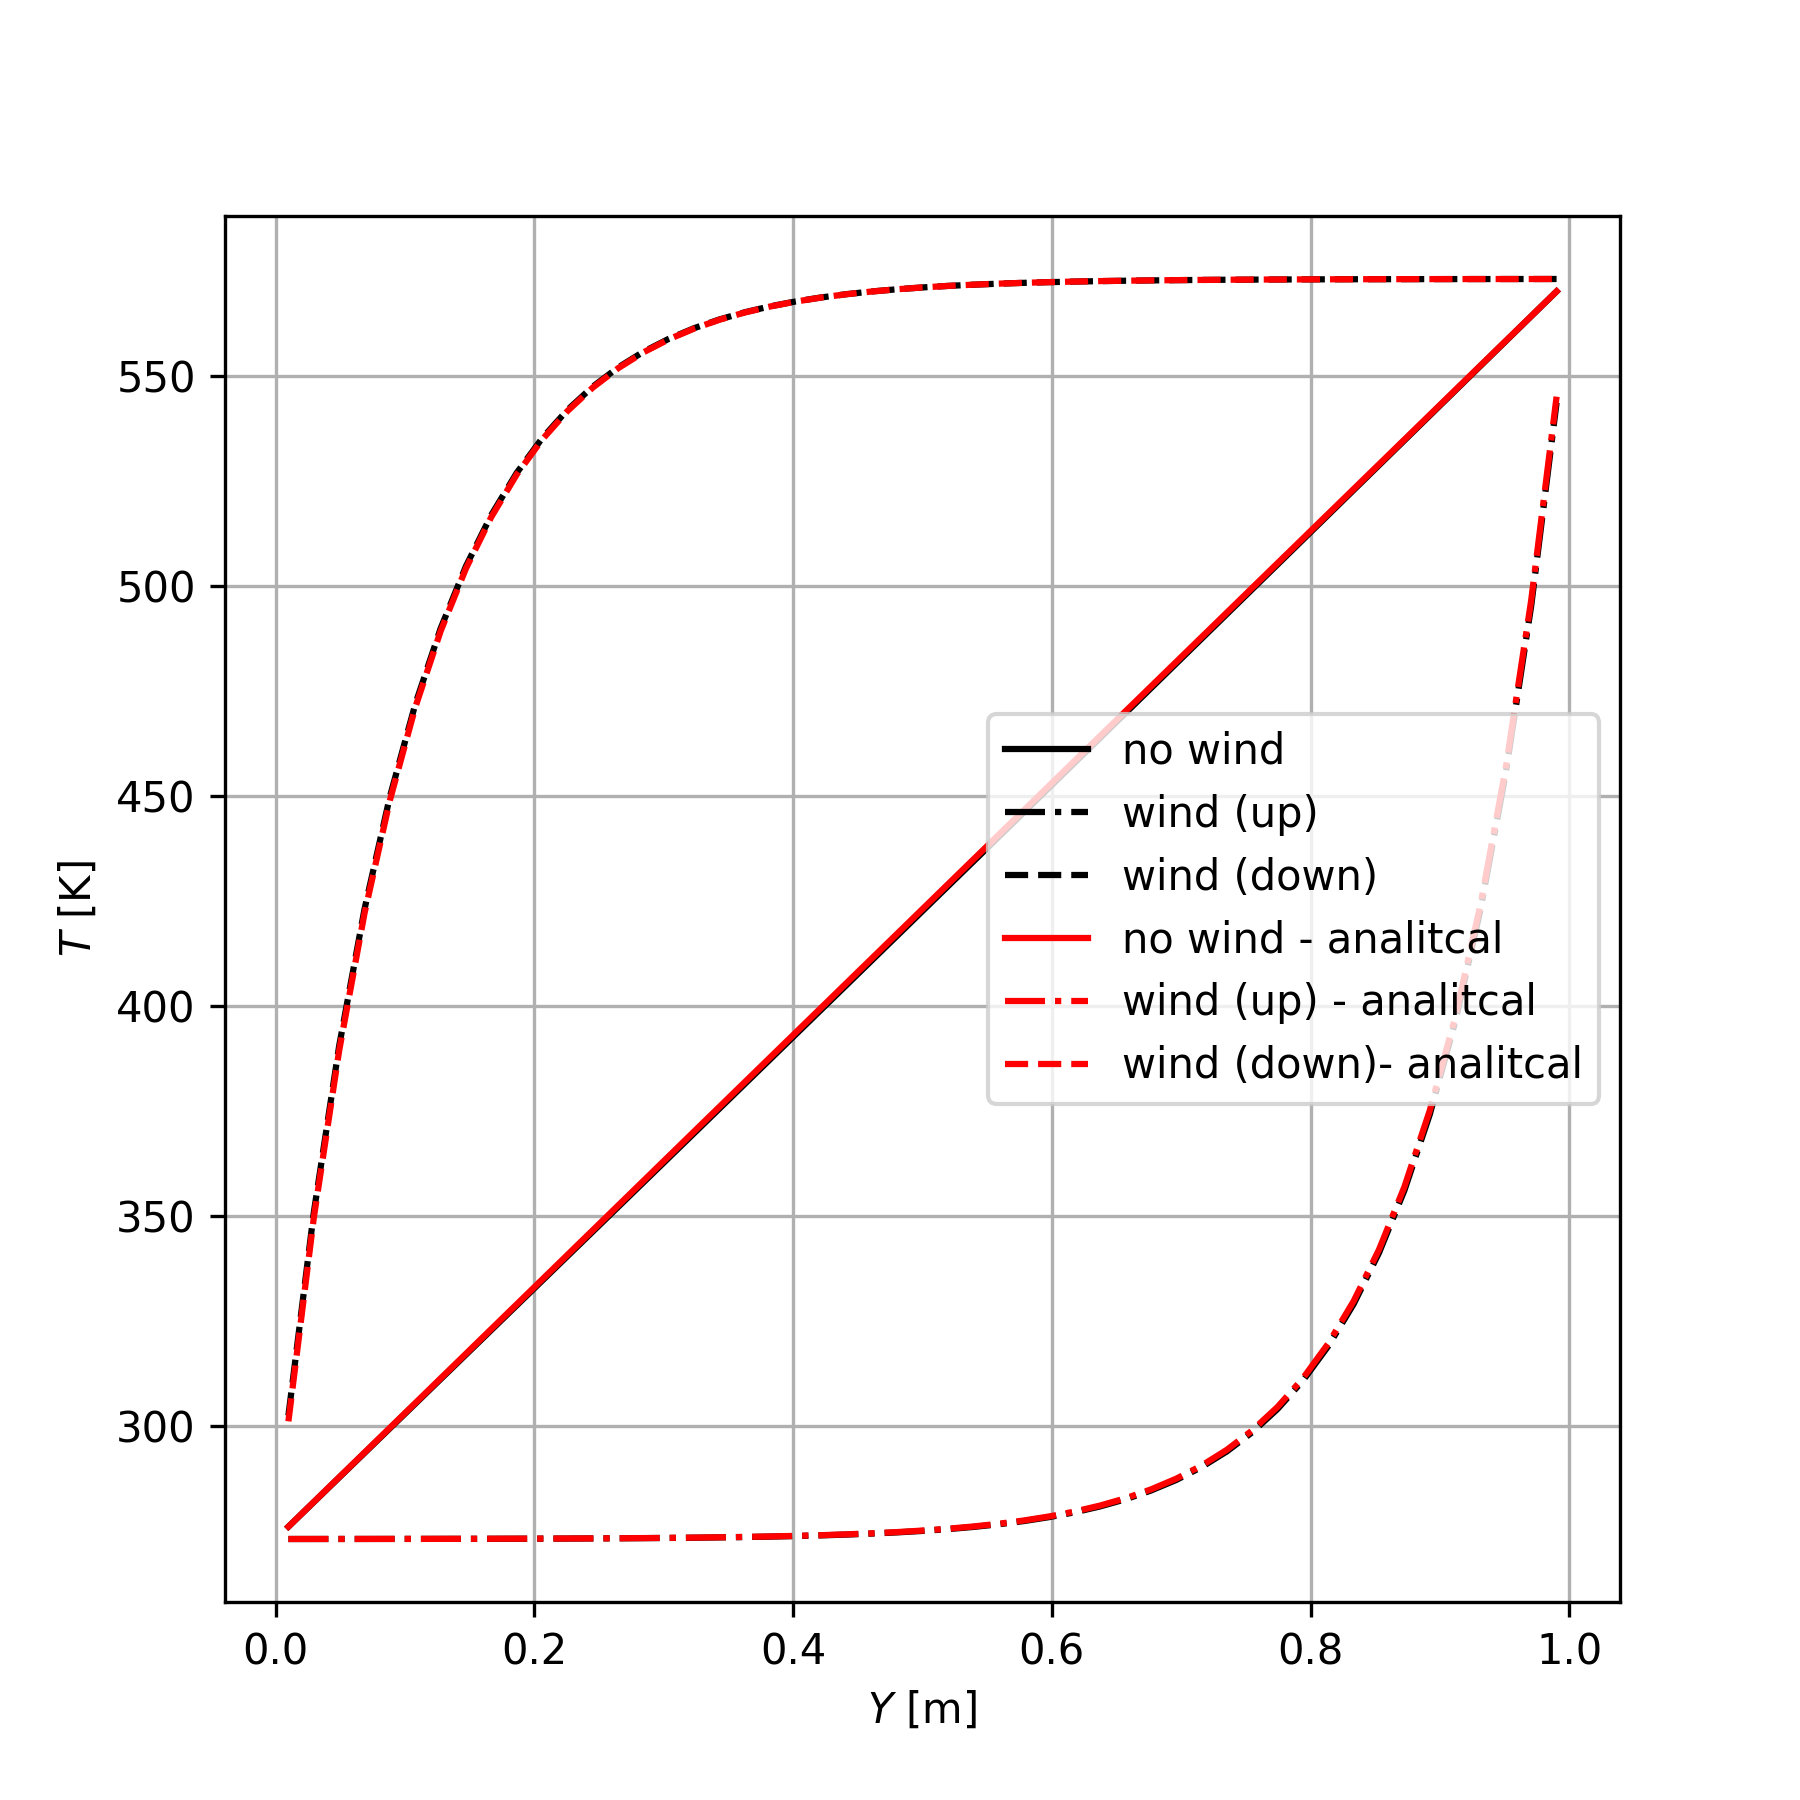 550
500
450
400
350
300
T [K]
no wind
wind (up)
wind (down)
no wind - analitcal
wind (up) - analitcal
wind (down)- analitcal
0.0 0.2 0.4 0.6 0.8 1.0
Y [m]